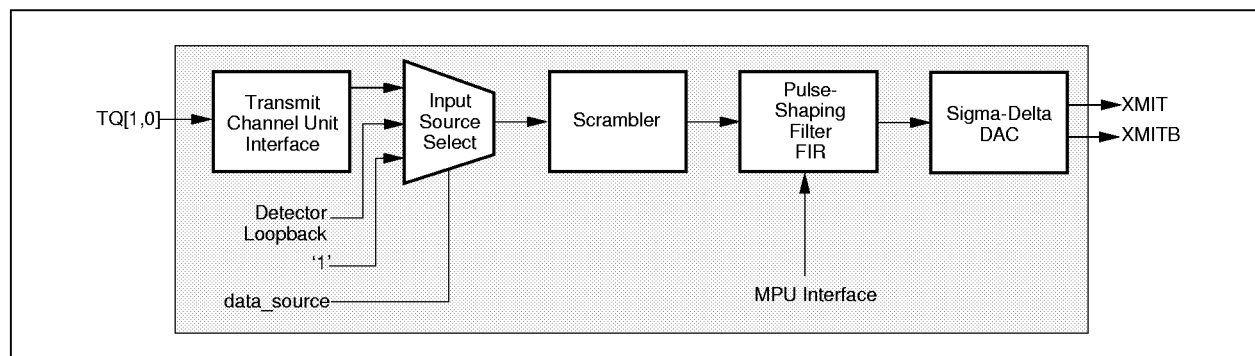 TQ[1,0]
Transmit
Channel Unit
Interface
Input
Source
Select
Scrambler
Pulse-
Shaping
Filter
FIR
Sigma-Delta
DAC
XMIT
XMITB
Detector
Loopback
‘1’
data_source
MPU Interface